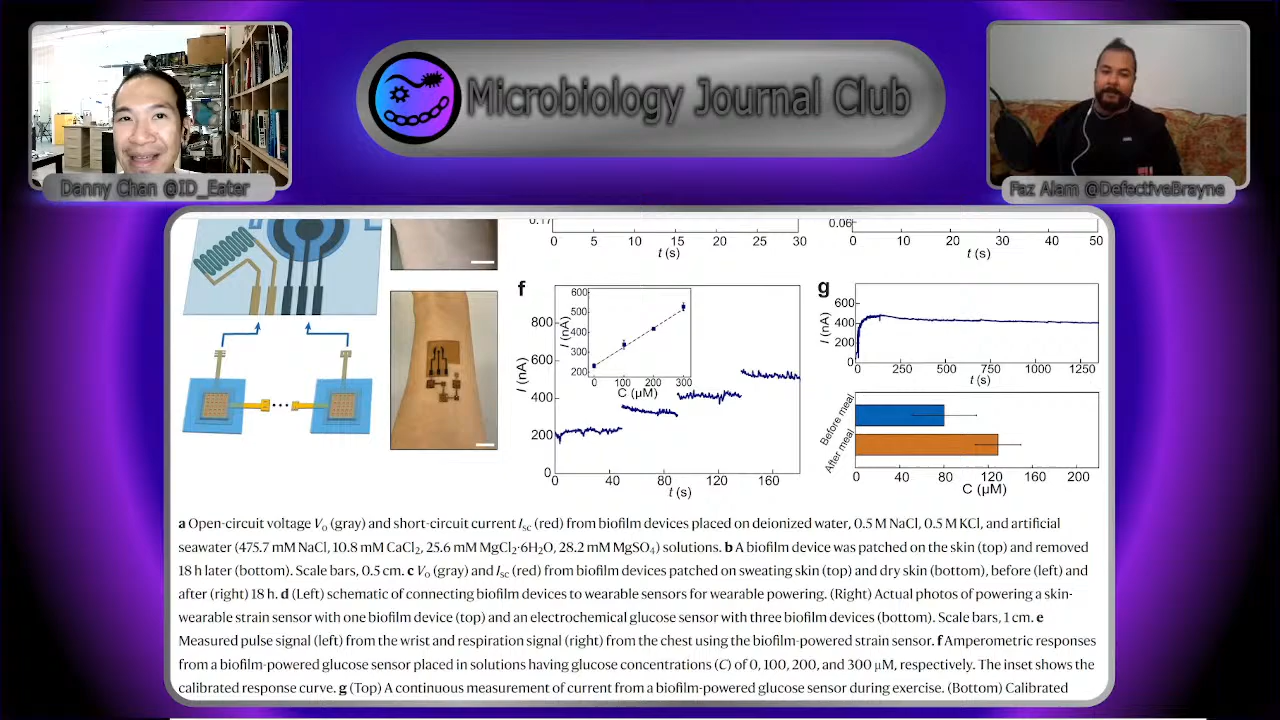 Microbiology Journal Club
Danny Chan @ID_Eater
Faz Alam @DefectiveBrayne
0.17
0 5 10 15 20 25 30
t (s)
0.06
0 10 20 30 40 50
t (s)
f
I (nA)
800
600
400
200
0
0 40 80 120 160
t (s)
I (nA)
600
500
400
300
200
0 100 200 300
C (μM)
g
I (nA)
600
400
200
0
0 250 500 750 1000 1250
t (s)
Before meal
After meal
0 40 80 120 160 200
C (μM)
a Open-circuit voltage Vo (gray) and short-circuit current Isc (red) from biofilm devices placed on deionized water, 0.5 M NaCl, 0.5 M KCl, and artificial
seawater (475.7 mM NaCl, 10.8 mM CaCl2, 25.6 mM MgCl2·6H2O, 28.2 mM MgSO4) solutions. b A biofilm device was patched on the skin (top) and removed
18 h later (bottom). Scale bars, 0.5 cm. c Vo (gray) and Isc (red) from biofilm devices patched on sweating skin (top) and dry skin (bottom), before (left) and
after (right) 18 h. d (Left) schematic of connecting biofilm devices to wearable sensors for wearable powering. (Right) Actual photos of powering a skin-
wearable strain sensor with one biofilm device (top) and an electrochemical glucose sensor with three biofilm devices (bottom). Scale bars, 1 cm. e
Measured pulse signal (left) from the wrist and respiration signal (right) from the chest using the biofilm-powered strain sensor. f Amperometric responses
from a biofilm-powered glucose sensor placed in solutions having glucose concentrations (C) of 0, 100, 200, and 300 μM, respectively. The inset shows the
calibrated response curve. g (Top) A continuous measurement of current from a biofilm-powered glucose sensor during exercise. (Bottom) Calibrated